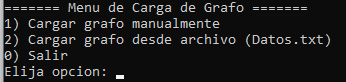 ======= Menu de Carga de Grafo =======
1) Cargar grafo manualmente
2) Cargar grafo desde archivo (Datos.txt)
0) Salir
Elija opcion: _